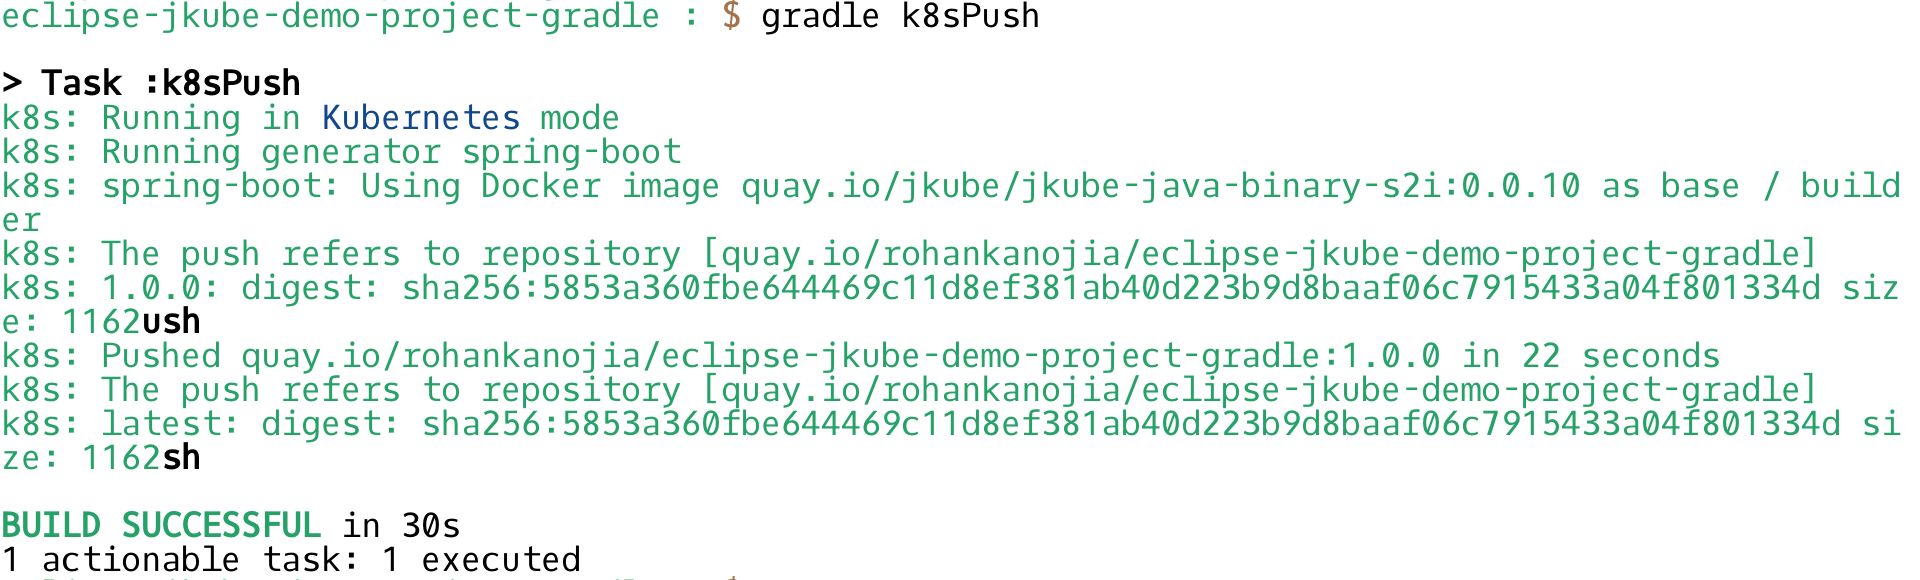 eclipse-jkube-demo-project-gradle : $ gradle k8sPush
> Task :k8sPush
k8s: Running in Kubernetes mode
k8s: Running generator spring-boot
k8s: spring-boot: Using Docker image quay.io/jkube/jkube-java-binary-s2i:0.0.10 as base / build
er
k8s: The push refers to repository [quay.io/rohankanojia/eclipse-jkube-demo-project-gradle]
k8s: 1.0.0: digest: sha256:5853a360fbe644469c11d8ef381ab40d223b9d8baaf06c7915433a04f801334d siz
e: 1162ush
k8s: Pushed quay.io/rohankanojia/eclipse-jkube-demo-project-gradle:1.0.0 in 22 seconds
k8s: The push refers to repository [quay.io/rohankanojia/eclipse-jkube-demo-project-gradle]
k8s: latest: digest: sha256:5853a360fbe644469c11d8ef381ab40d223b9d8baaf06c7915433a04f801334d si
ze: 1162sh
BUILD SUCCESSFUL in 30s
1 actionable task: 1 executed